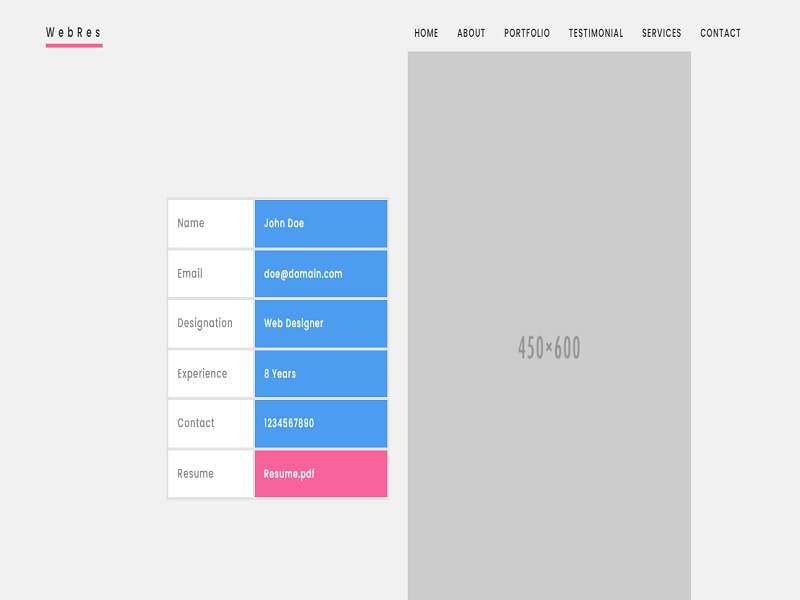 WebRes
HOME ABOUT PORTFOLIO TESTIMONIAL SERVICES CONTACT
Name John Doe
Email doe@domain.com
Designation Web Designer
Experience 8 Years
Contact 1234567890
Resume Resume.pdf
450×600